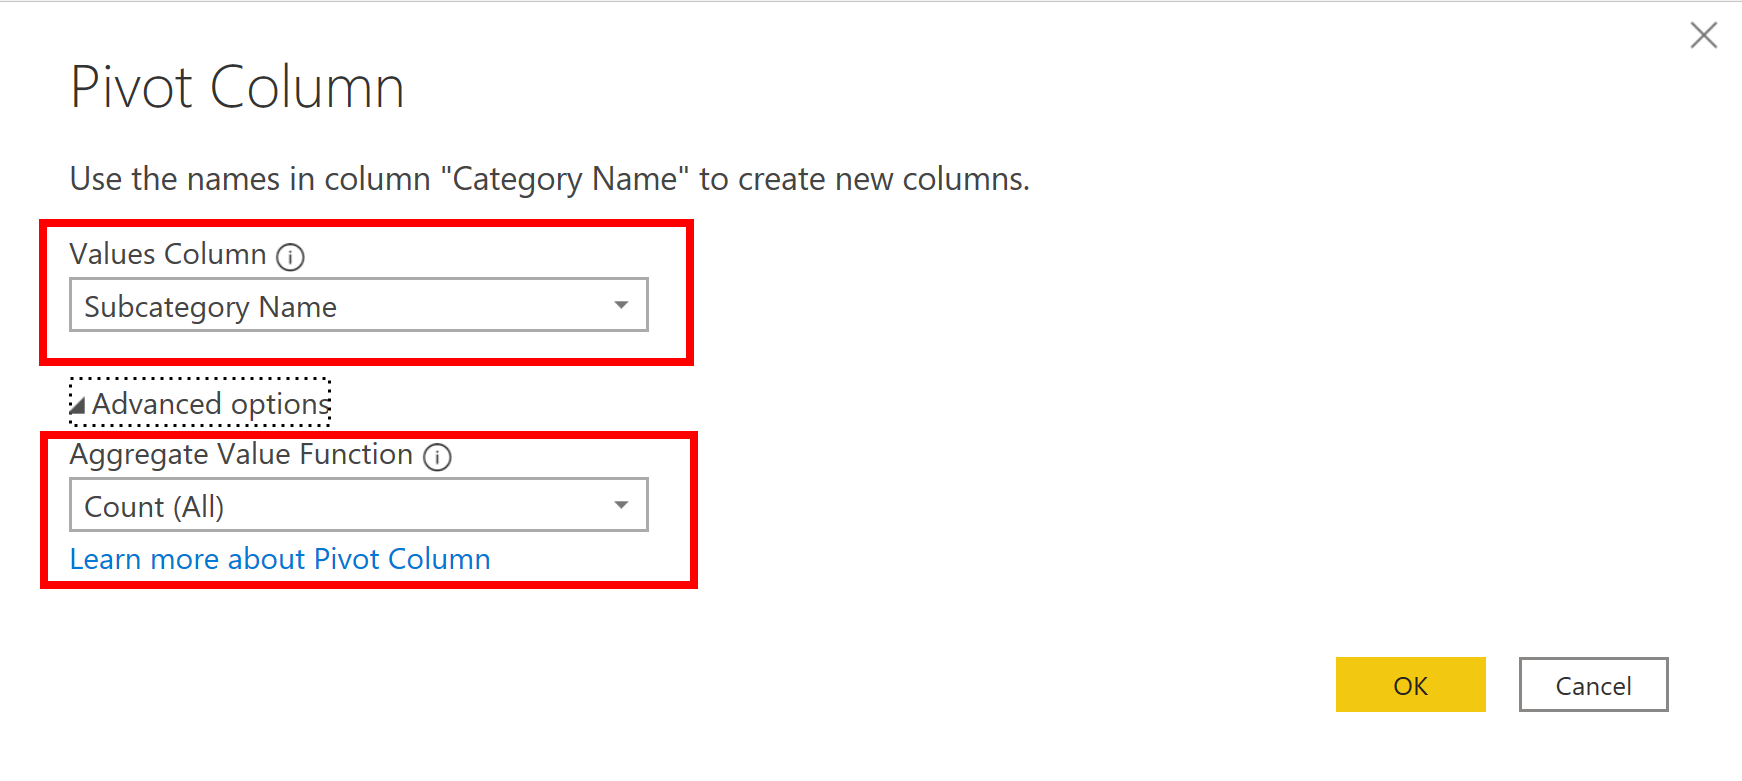 Pivot Column
Use the names in column "Category Name" to create new columns.
Values Column
Subcategory Name
Advanced options
Aggregate Value Function
Count (All)
Learn more about Pivot Column
OK
Cancel